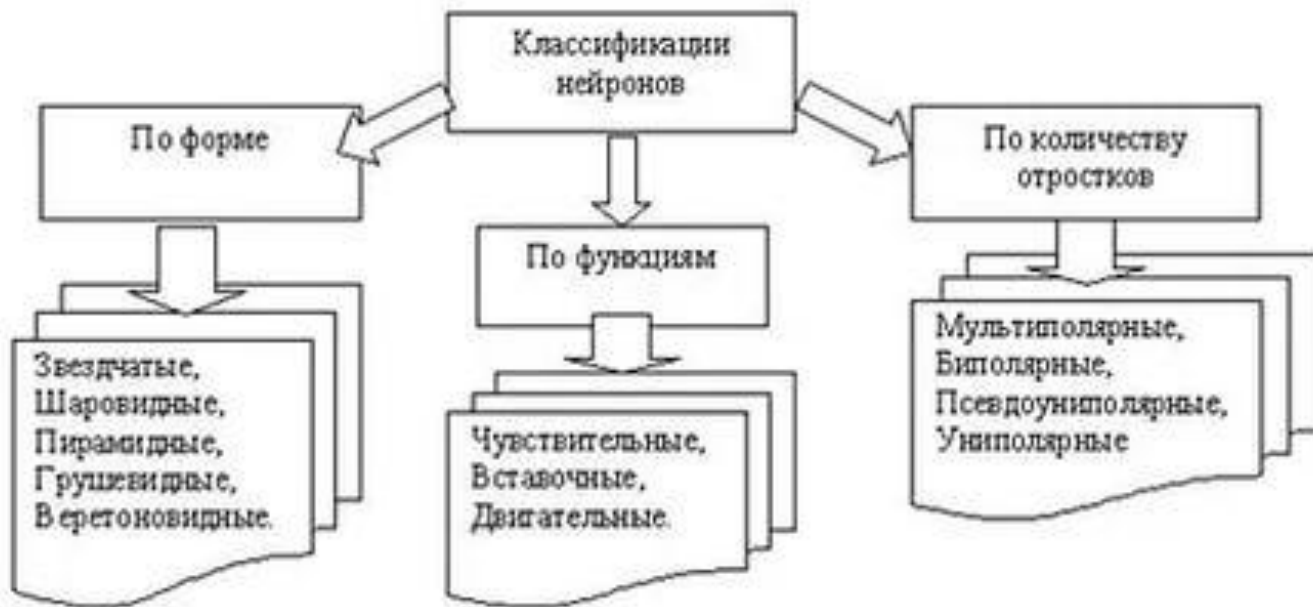 Классификации
нейронов
По форме
По количеству
отростков
По функциям
Звездчатые,
Шаровидные,
Пирамидные,
Грушевидные,
Веретоновидные.
Чувствительные,
Вставочные,
Двигательные.
Мультиполярные,
Биполярные,
Псевдоуниполярные,
Униполярные